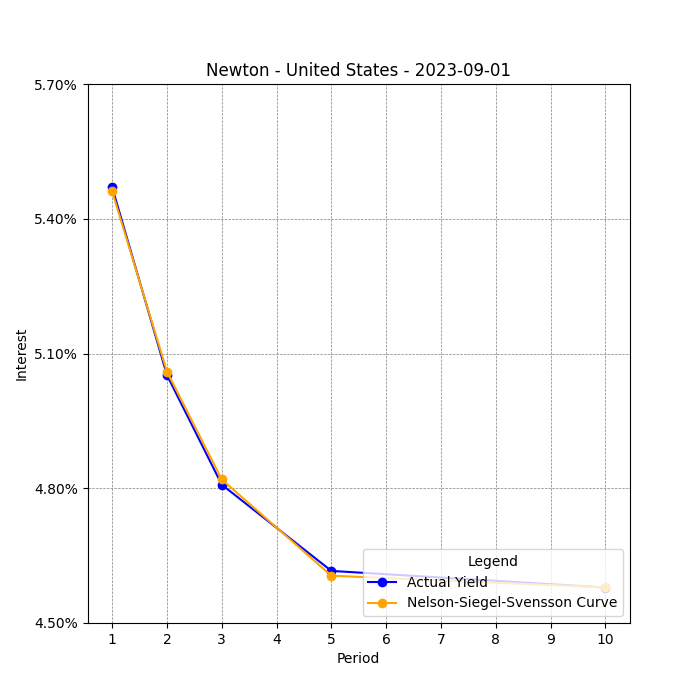 Newton - United States - 2023-09-01
5.70%
5.40%
5.10%
4.80%
4.50%
Interest
Legend
Actual Yield
Nelson-Siegel-Svensson Curve
1 2 3 4 5 6 7 8 9 10
Period